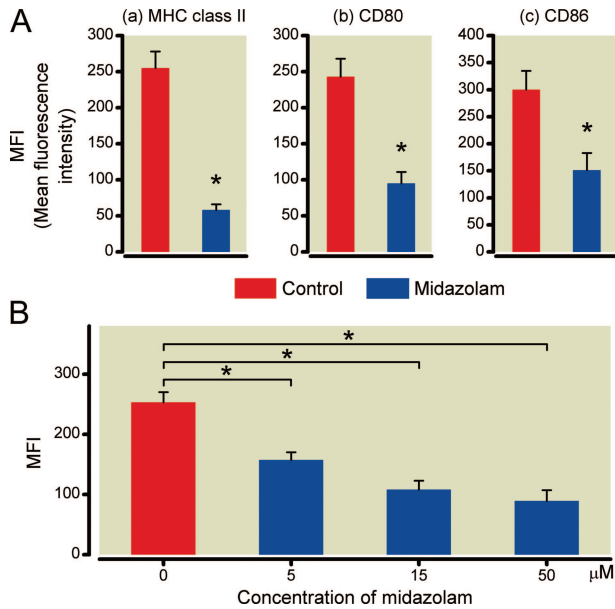 A
(a) MHC class II
(b) CD80
(c) CD86
MFI
(Mean fluorescence
intensity)
300
250
200
150
100
50
0
*
300
250
200
150
100
50
0
*
400
350
300
250
200
150
100
50
0
*
Control
Midazolam
B
MFI
300
200
100
0
*
*
*
0
5
15
50
μM
Concentration of midazolam